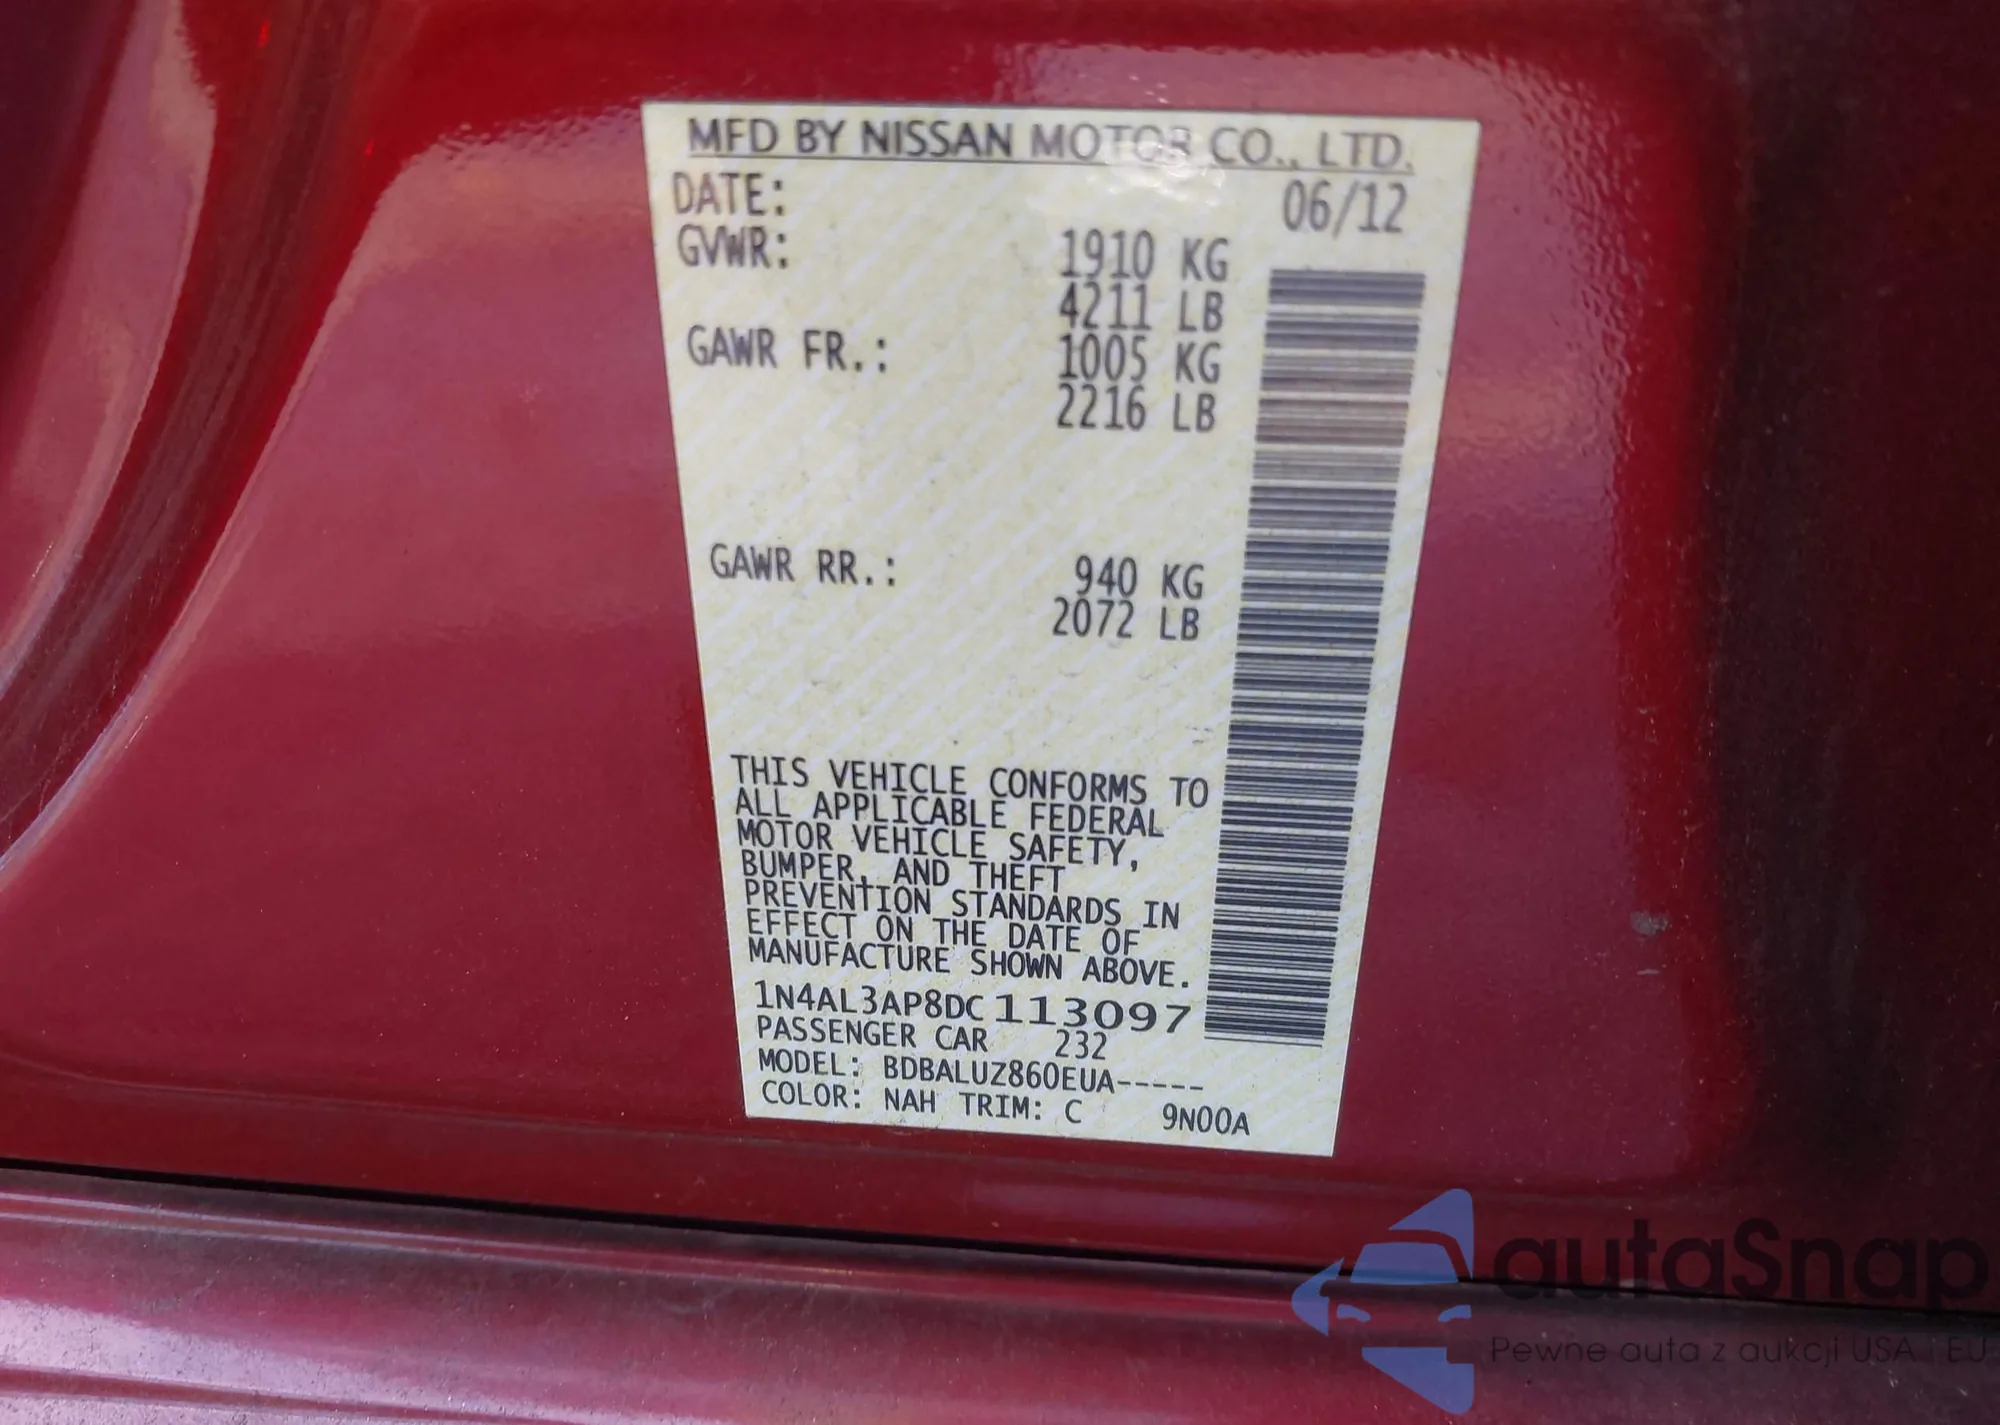 MFD BY NISSAN MOTOR CO., LTD.
DATE: 06/12
GVWR: 1910 KG
4211 LB
GAWR FR.: 1005 KG
2216 LB
GAWR RR.: 940 KG
2072 LB
THIS VEHICLE CONFORMS TO
ALL APPLICABLE FEDERAL
MOTOR VEHICLE SAFETY,
BUMPER, AND THEFT
PREVENTION STANDARDS IN
EFFECT ON THE DATE OF
MANUFACTURE SHOWN ABOVE.
1N4AL3AP8DC113097
PASSENGER CAR 232
MODEL: BDBALUZ860EUA-----
COLOR: NAH TRIM: C 9N00A
autaSnap
Pewne auta z aukcji USA i EU